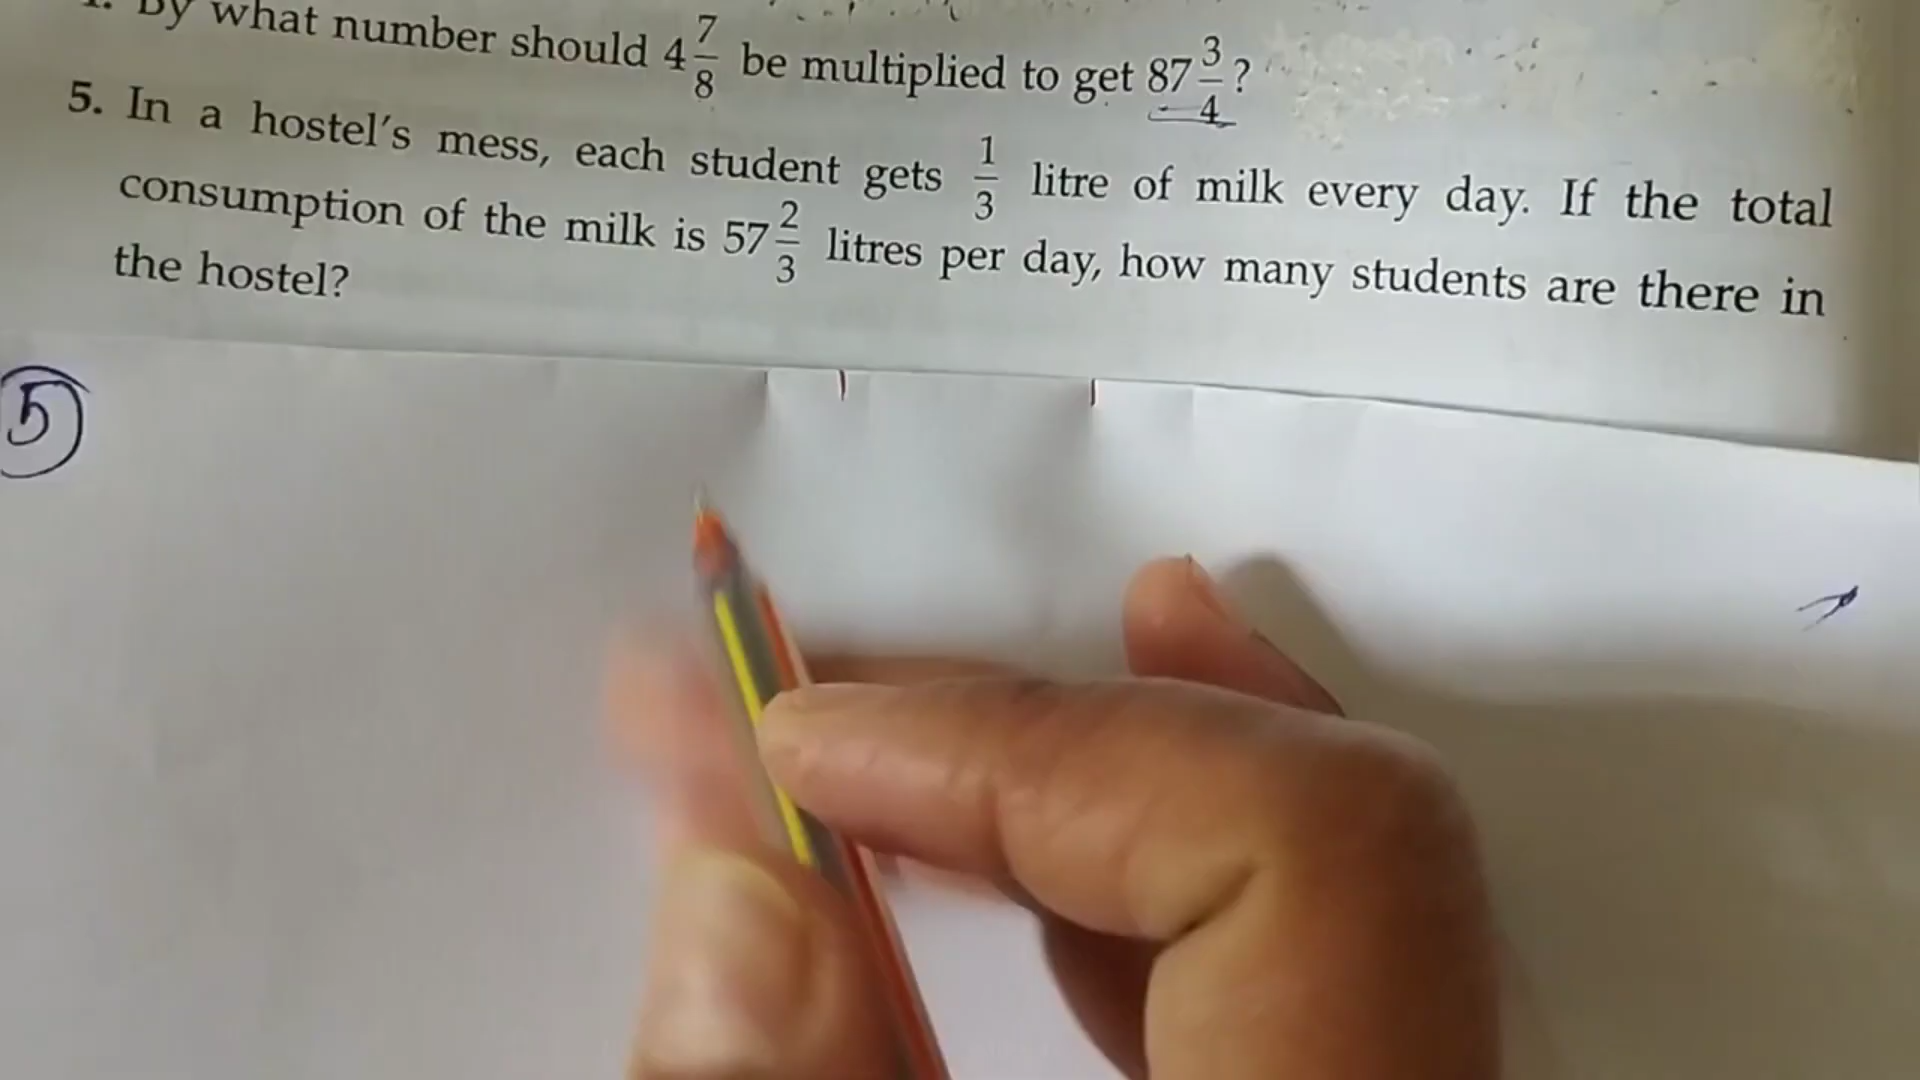 By what number should 4 7/8 be multiplied to get 87 3/4?
5. In a hostel's mess, each student gets 1/3 litre of milk every day. If the total
consumption of the milk is 57 2/3 litres per day, how many students are there in
the hostel?
5